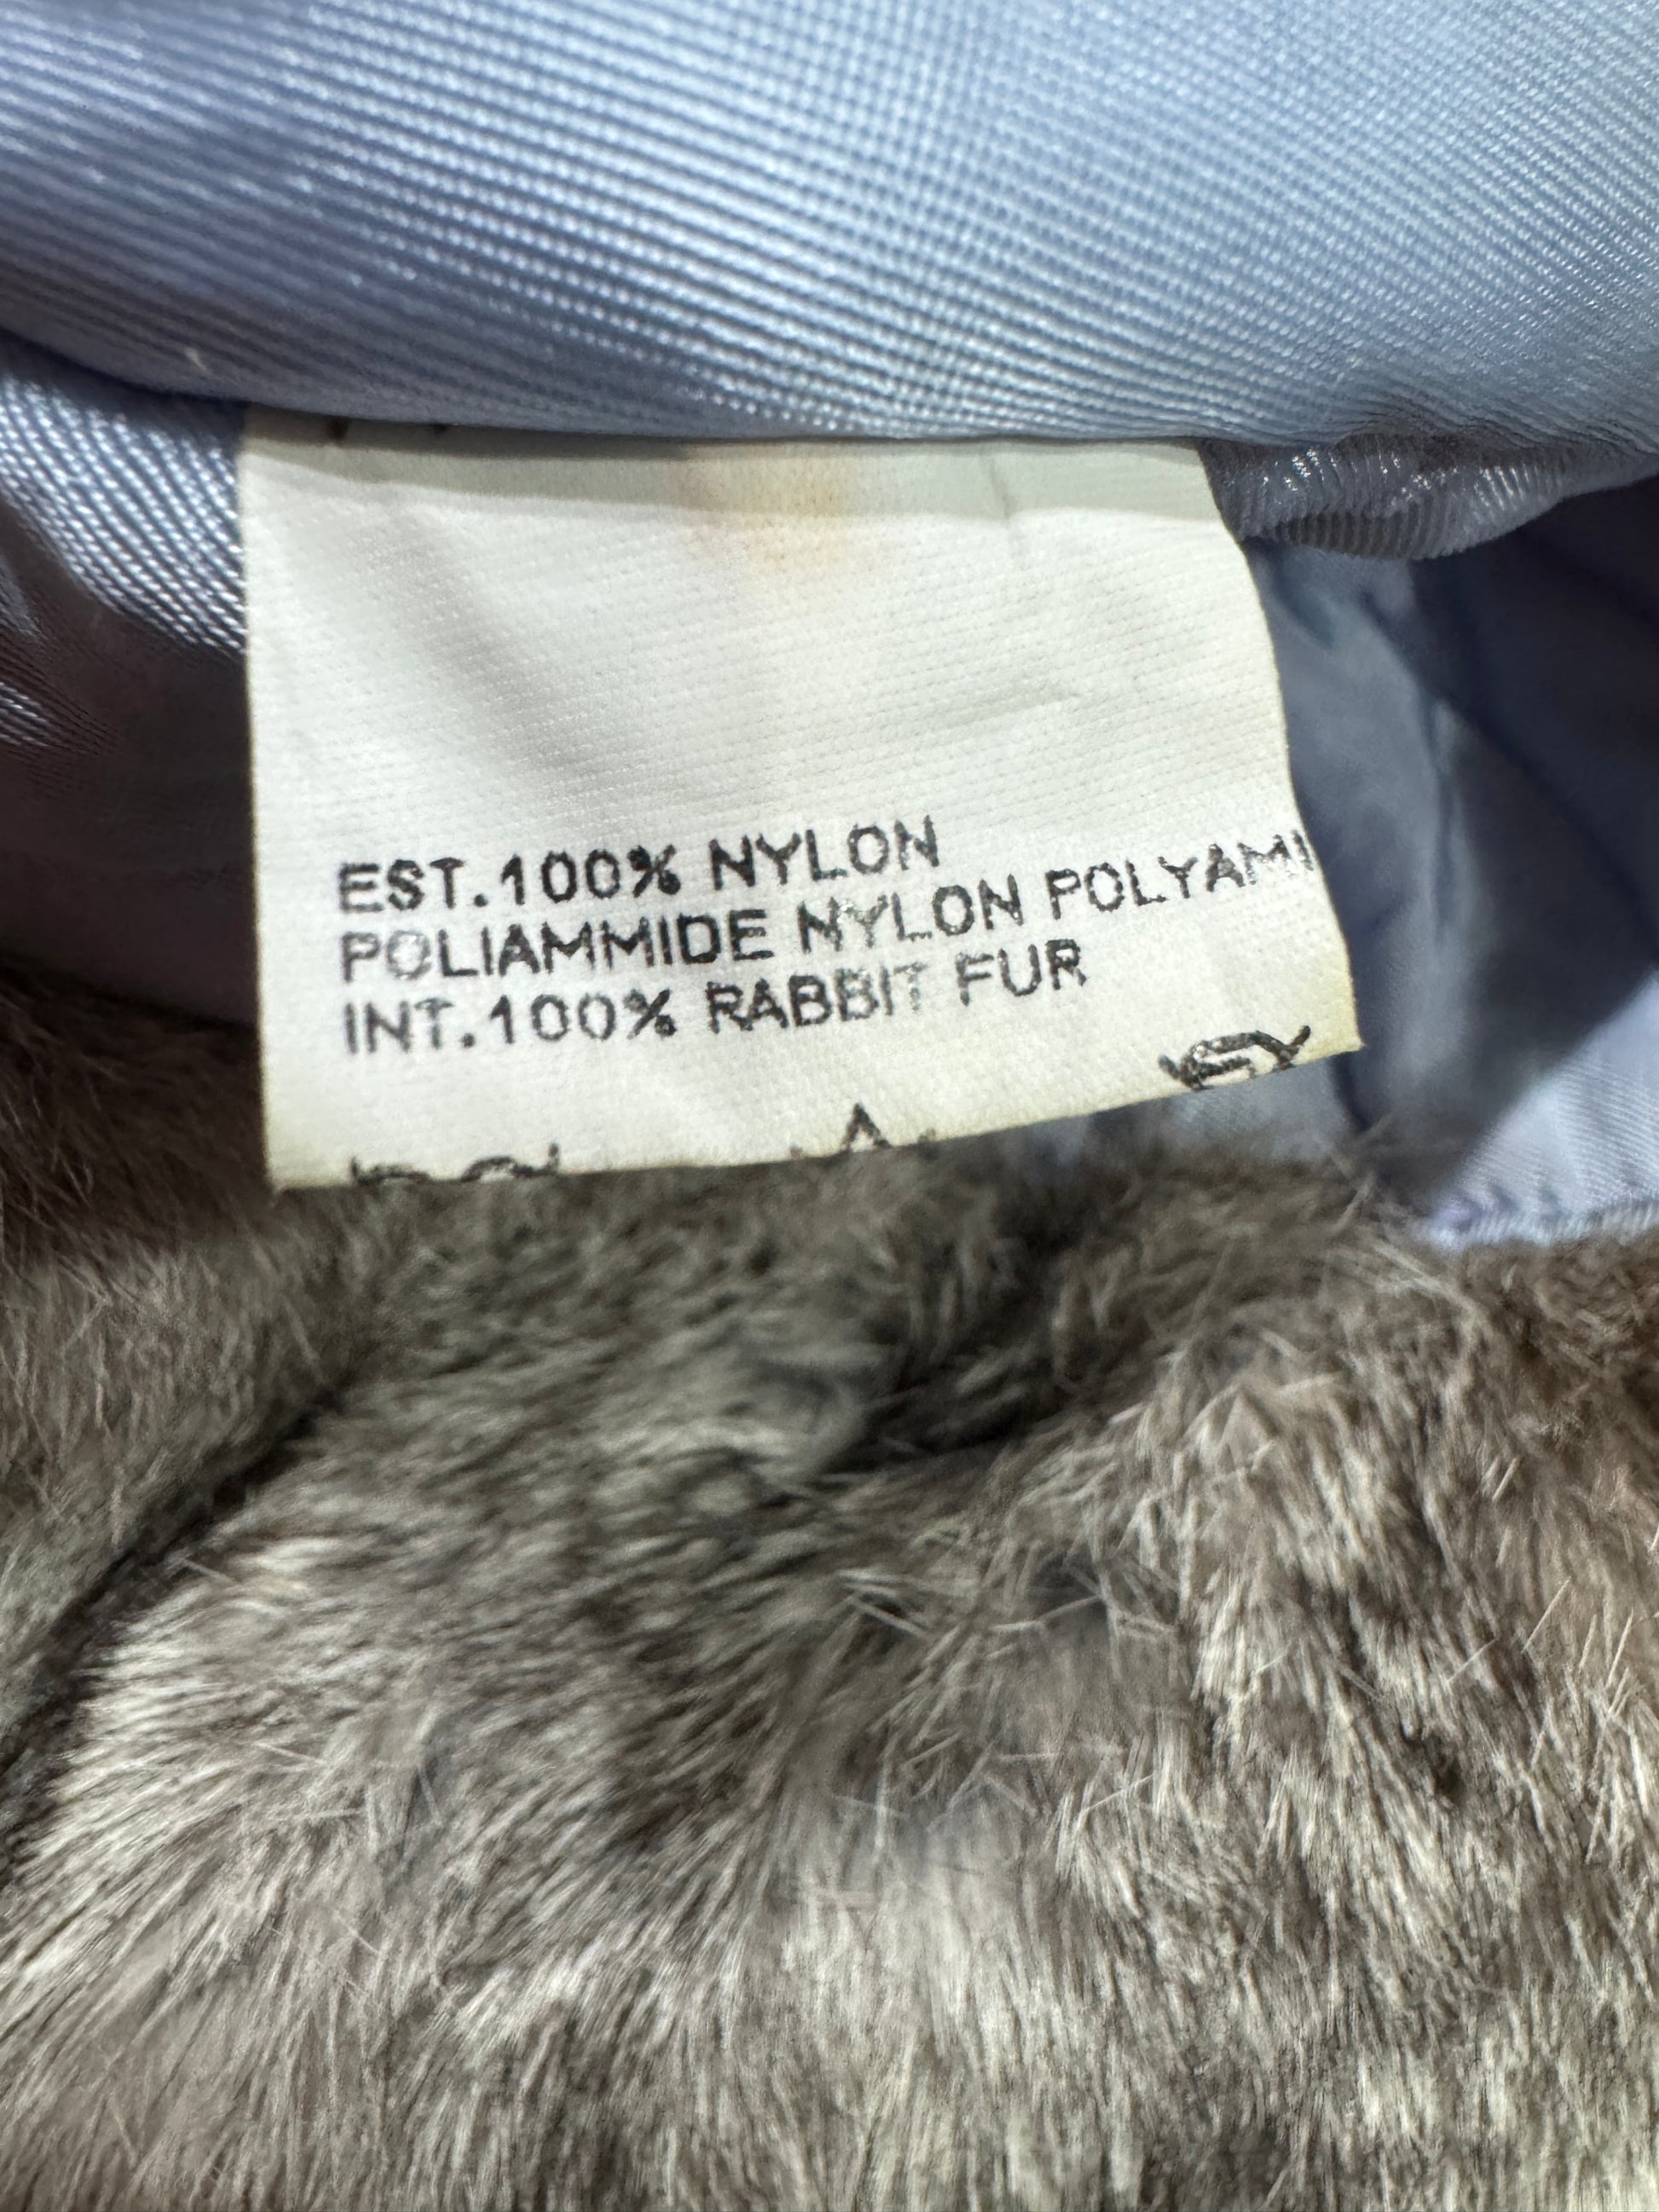 EST.100% NYLON
POLIAMMIDE NYLON POLYAMI
INT.100% RABBIT FUR